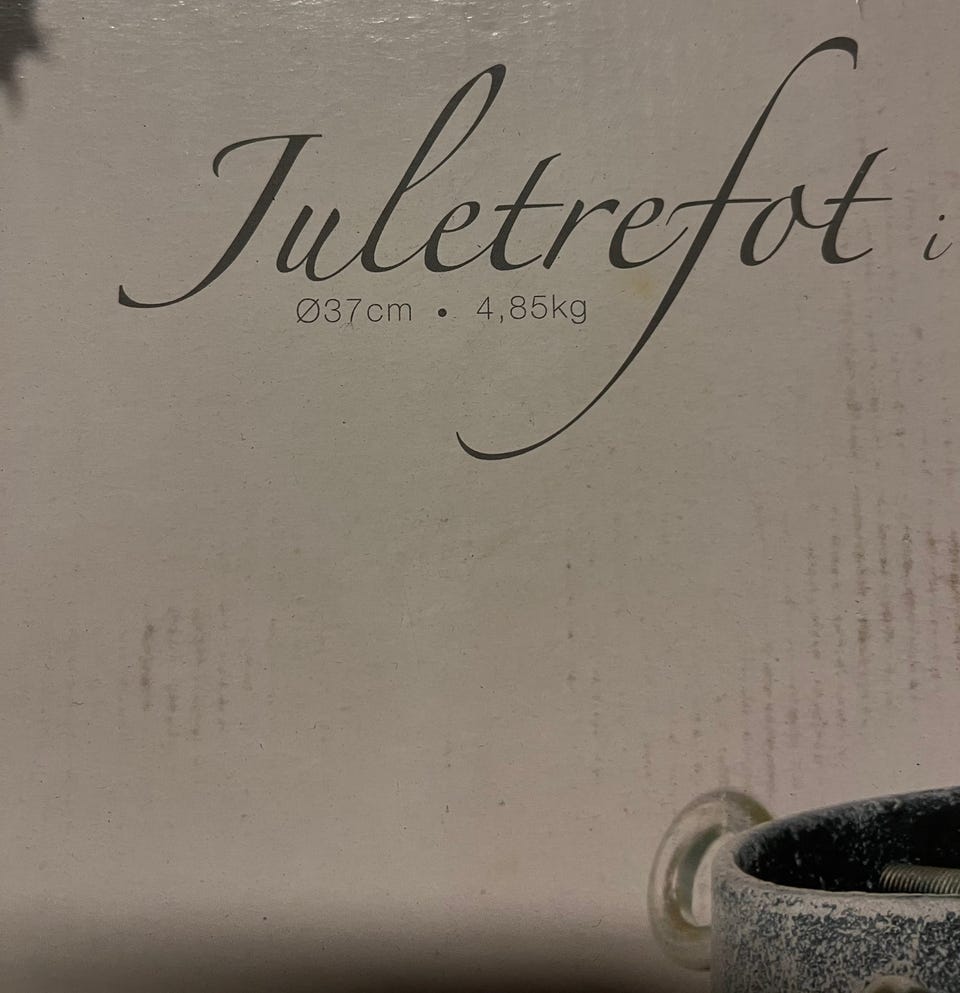 Juletrefot i
Ø37cm • 4,85kg